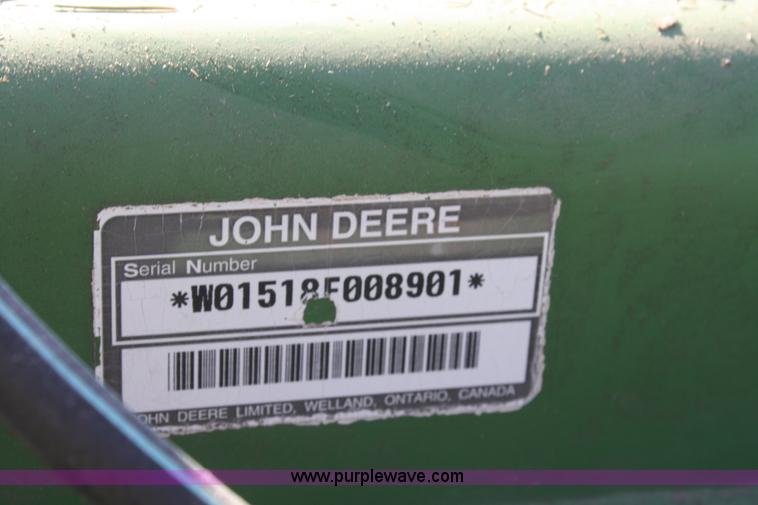 JOHN DEERE
Serial Number
*W01518F008901*
JOHN DEERE LIMITED, WELLAND, ONTARIO, CANADA
www.purplewave.com